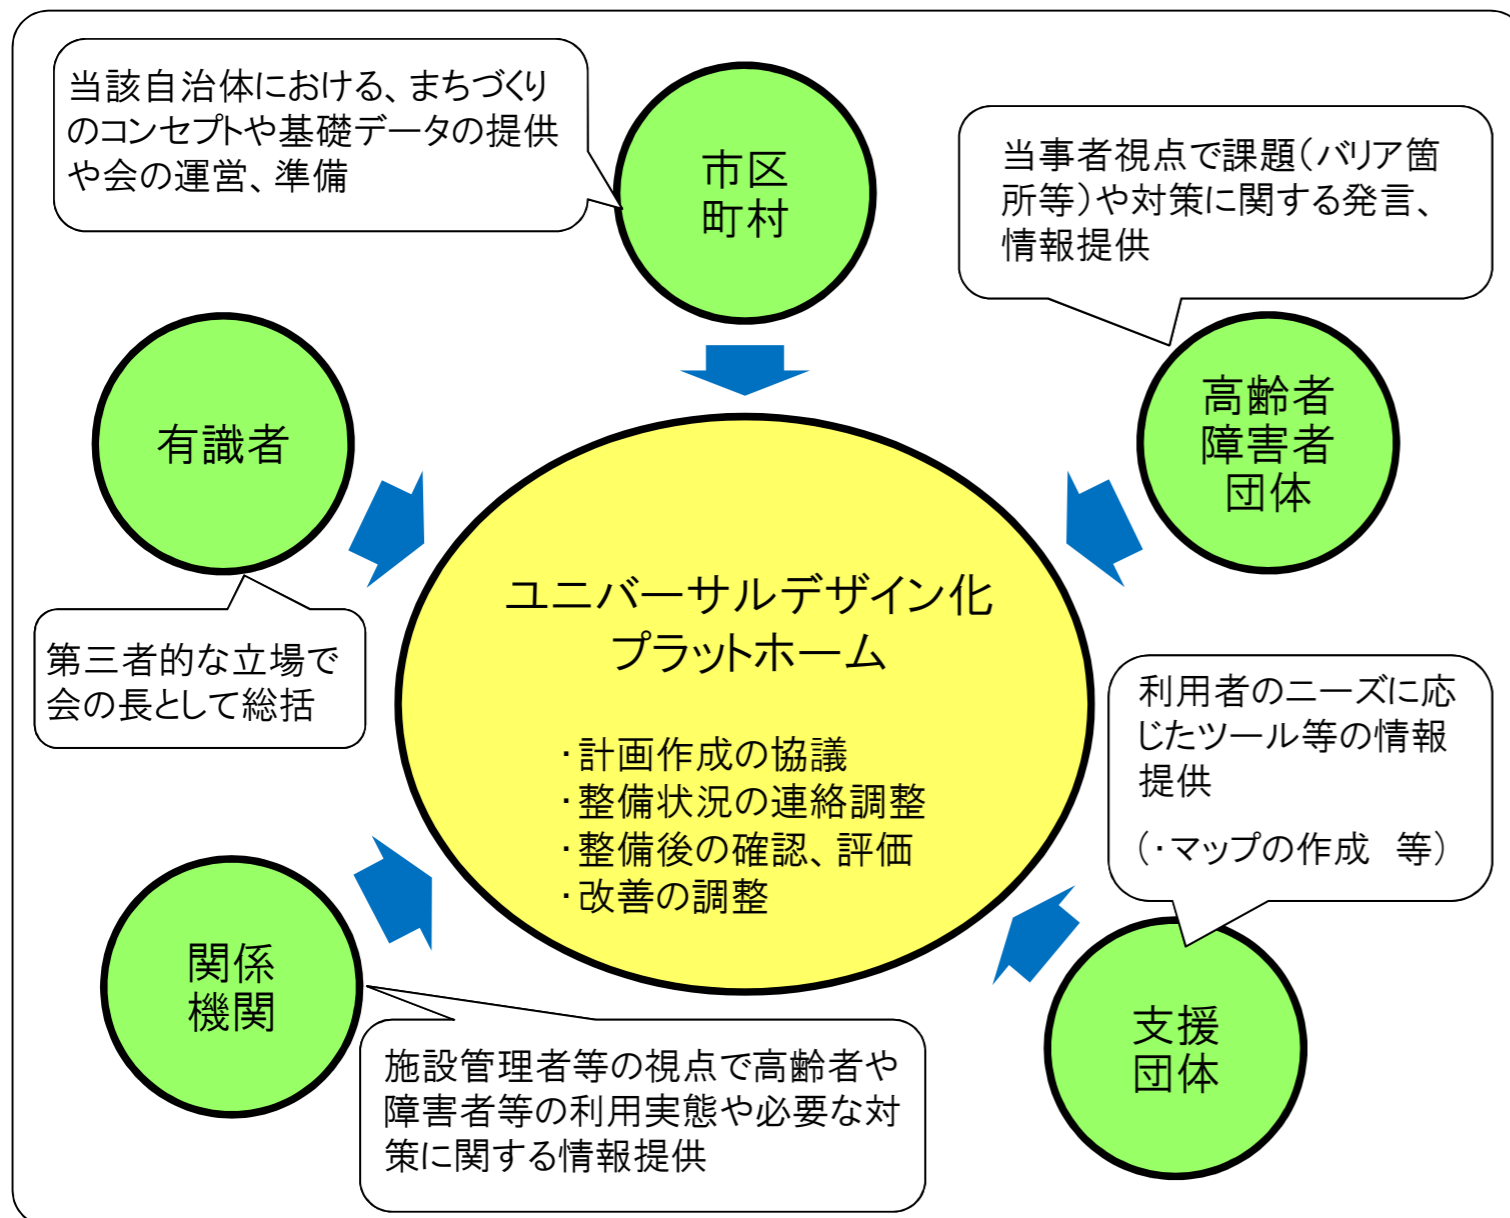 当該自治体における、まちづくり
のコンセプトや基礎データの提供
や会の運営、準備
市区
町村
当事者視点で課題（バリア箇
所等）や対策に関する発言、
情報提供
有識者
高齢者
障害者
団体
第三者的な立場で
会の長として総括
ユニバーサルデザイン化
プラットホーム
・計画作成の協議
・整備状況の連絡調整
・整備後の確認、評価
・改善の調整
利用者のニーズに応
じたツール等の情報
提供
（・マップの作成　等）
関係
機関
施設管理者等の視点で高齢者や
障害者等の利用実態や必要な対
策に関する情報提供
支援
団体